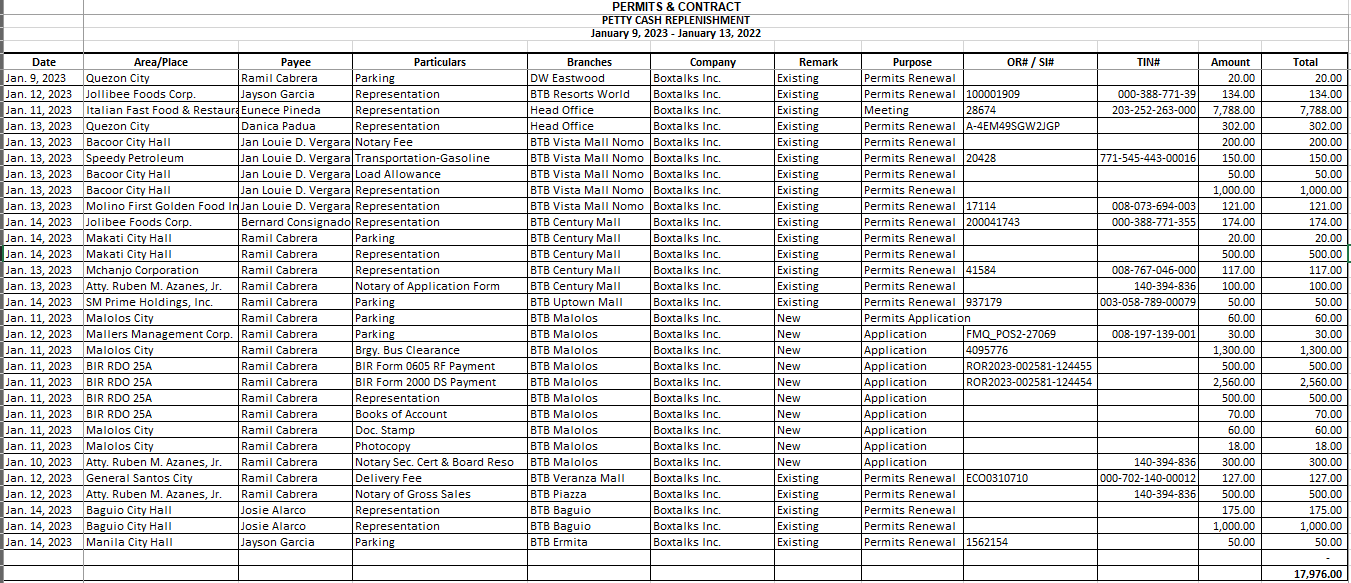 PERMITS & CONTRACT
PETTY CASH REPLENISHMENT
January 9, 2023 - January 13, 2022
Date Area/Place Payee Particulars Branches Company Remark Purpose OR# / SI# TIN# Amount Total
Jan. 9, 2023 Quezon City Ramil Cabrera Parking DW Eastwood Boxtalks Inc. Existing Permits Renewal 20.00 20.00
Jan. 12, 2023 Jollibee Foods Corp. Jayson Garcia Representation BTB Resorts World Boxtalks Inc. Existing Permits Renewal 100001909 000-388-771-39 134.00 134.00
Jan. 11, 2023 Italian Fast Food & Restaura Eunece Pineda Representation Head Office Boxtalks Inc. Existing Meeting 28674 203-252-263-000 7,788.00 7,788.00
Jan. 13, 2023 Quezon City Danica Padua Representation Head Office Boxtalks Inc. Existing Permits Renewal A-4EM49SGW2JGP 302.00 302.00
Jan. 13, 2023 Bacoor City Hall Jan Louie D. Vergara Notary Fee BTB Vista Mall Nomo Boxtalks Inc. Existing Permits Renewal 200.00 200.00
Jan. 13, 2023 Speedy Petroleum Jan Louie D. Vergara Transportation-Gasoline BTB Vista Mall Nomo Boxtalks Inc. Existing Permits Renewal 20428 771-545-443-00016 150.00 150.00
Jan. 13, 2023 Bacoor City Hall Jan Louie D. Vergara Load Allowance BTB Vista Mall Nomo Boxtalks Inc. Existing Permits Renewal 50.00 50.00
Jan. 13, 2023 Bacoor City Hall Jan Louie D. Vergara Representation BTB Vista Mall Nomo Boxtalks Inc. Existing Permits Renewal 1,000.00 1,000.00
Jan. 13, 2023 Molino First Golden Food In Jan Louie D. Vergara Representation BTB Vista Mall Nomo Boxtalks Inc. Existing Permits Renewal 17114 008-073-694-003 121.00 121.00
Jan. 14, 2023 Jolibee Foods Corp. Bernard Consignado Representation BTB Century Mall Boxtalks Inc. Existing Permits Renewal 200041743 000-388-771-355 174.00 174.00
Jan. 14, 2023 Makati City Hall Ramil Cabrera Parking BTB Century Mall Boxtalks Inc. Existing Permits Renewal 20.00 20.00
Jan. 14, 2023 Makati City Hall Ramil Cabrera Representation BTB Century Mall Boxtalks Inc. Existing Permits Renewal 500.00 500.00
Jan. 13, 2023 Mchanjo Corporation Ramil Cabrera Representation BTB Century Mall Boxtalks Inc. Existing Permits Renewal 41584 008-767-046-000 117.00 117.00
Jan. 13, 2023 Atty. Ruben M. Azanes, Jr. Ramil Cabrera Notary of Application Form BTB Century Mall Boxtalks Inc. Existing Permits Renewal 140-394-836 100.00 100.00
Jan. 14, 2023 SM Prime Holdings, Inc. Ramil Cabrera Parking BTB Uptown Mall Boxtalks Inc. Existing Permits Renewal 937179 003-058-789-00079 50.00 50.00
Jan. 11, 2023 Malolos City Ramil Cabrera Parking BTB Malolos Boxtalks Inc. New Permits Application 60.00 60.00
Jan. 12, 2023 Mallers Management Corp. Ramil Cabrera Parking BTB Malolos Boxtalks Inc. New Application FMQ_POS2-27069 008-197-139-001 30.00 30.00
Jan. 11, 2023 Malolos City Ramil Cabrera Brgy. Bus Clearance BTB Malolos Boxtalks Inc. New Application 4095776 1,300.00 1,300.00
Jan. 11, 2023 BIR RDO 25A Ramil Cabrera BIR Form 0605 RF Payment BTB Malolos Boxtalks Inc. New Application ROR2023-002581-124455 500.00 500.00
Jan. 11, 2023 BIR RDO 25A Ramil Cabrera BIR Form 2000 DS Payment BTB Malolos Boxtalks Inc. New Application ROR2023-002581-124454 2,560.00 2,560.00
Jan. 11, 2023 BIR RDO 25A Ramil Cabrera Representation BTB Malolos Boxtalks Inc. New Application 500.00 500.00
Jan. 11, 2023 BIR RDO 25A Ramil Cabrera Books of Account BTB Malolos Boxtalks Inc. New Application 70.00 70.00
Jan. 11, 2023 Malolos City Ramil Cabrera Doc. Stamp BTB Malolos Boxtalks Inc. New Application 60.00 60.00
Jan. 11, 2023 Malolos City Ramil Cabrera Photocopy BTB Malolos Boxtalks Inc. New Application 18.00 18.00
Jan. 10, 2023 Atty. Ruben M. Azanes, Jr. Ramil Cabrera Notary Sec. Cert & Board Reso BTB Malolos Boxtalks Inc. New Application 140-394-836 300.00 300.00
Jan. 12, 2023 General Santos City Ramil Cabrera Delivery Fee BTB Veranza Mall Boxtalks Inc. Existing Permits Renewal ECO0310710 000-702-140-00012 127.00 127.00
Jan. 12, 2023 Atty. Ruben M. Azanes, Jr. Ramil Cabrera Notary of Gross Sales BTB Piazza Boxtalks Inc. Existing Permits Renewal 140-394-836 500.00 500.00
Jan. 14, 2023 Baguio City Hall Josie Alarco Representation BTB Baguio Boxtalks Inc. Existing Permits Renewal 175.00 175.00
Jan. 14, 2023 Baguio City Hall Josie Alarco Representation BTB Baguio Boxtalks Inc. Existing Permits Renewal 1,000.00 1,000.00
Jan. 14, 2023 Manila City Hall Jayson Garcia Parking BTB Ermita Boxtalks Inc. Existing Permits Renewal 1562154 50.00 50.00
-
17,976.00